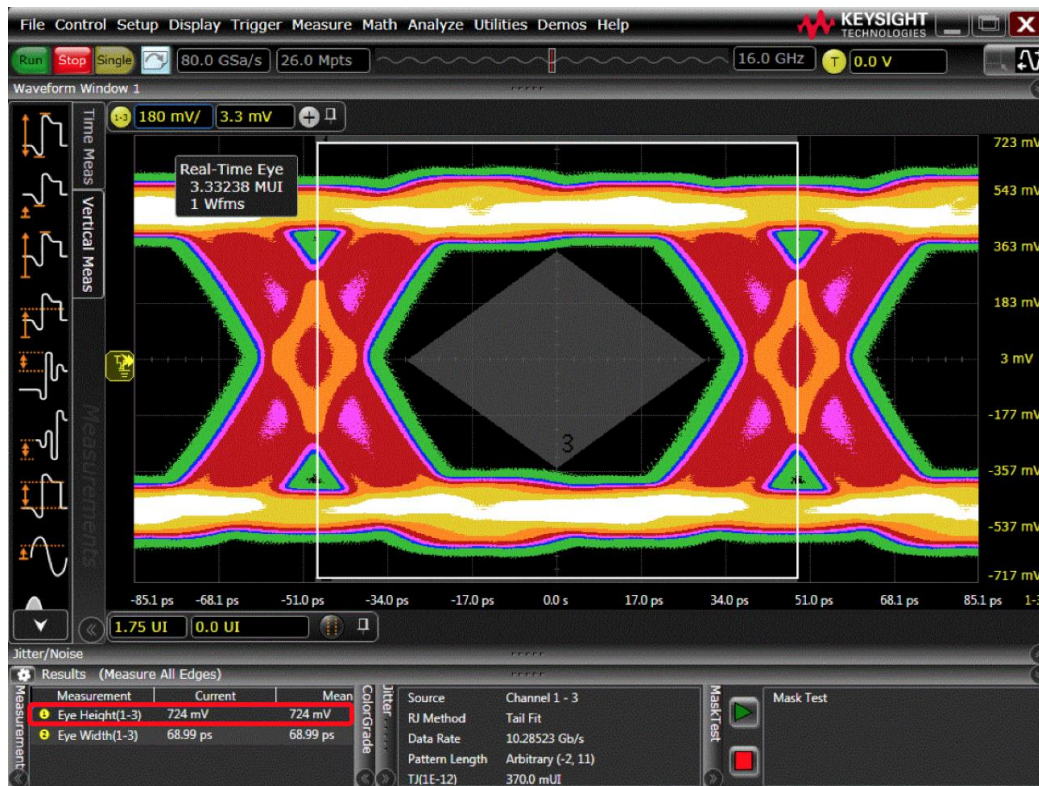 File Control Setup Display Trigger Measure Math Analyze Utilities Demos Help
KEYSIGHT
TECHNOLOGIES
X
Run Stop Single 80.0 GSa/s 26.0 Mpts 16.0 GHz T 0.0 V
Waveform Window 1
Time Meas
Vertical Meas
Measurements
1-3 180 mV/ 3.3 mV
Real-Time Eye
3.33238 MUI
1 Wfms
723 mV
543 mV
363 mV
183 mV
3 mV
-177 mV
-357 mV
-537 mV
-717 mV
3
-85.1 ps -68.1 ps -51.0 ps -34.0 ps -17.0 ps 0.0 s 17.0 ps 34.0 ps 51.0 ps 68.1 ps 85.1 ps 1-3
1.75 UI 0.0 UI
Jitter/Noise
Results (Measure All Edges)
Measurement
Measurement Current Mean
1 Eye Height(1-3) 724 mV 724 mV
2 Eye Width(1-3) 68.99 ps 68.99 ps
ColorGrade
Jitter
Source Channel 1 - 3
RJ Method Tail Fit
Data Rate 10.28523 Gb/s
Pattern Length Arbitrary (-2, 11)
TJ(1E-12) 370.0 mUI
MaskTest
Mask Test